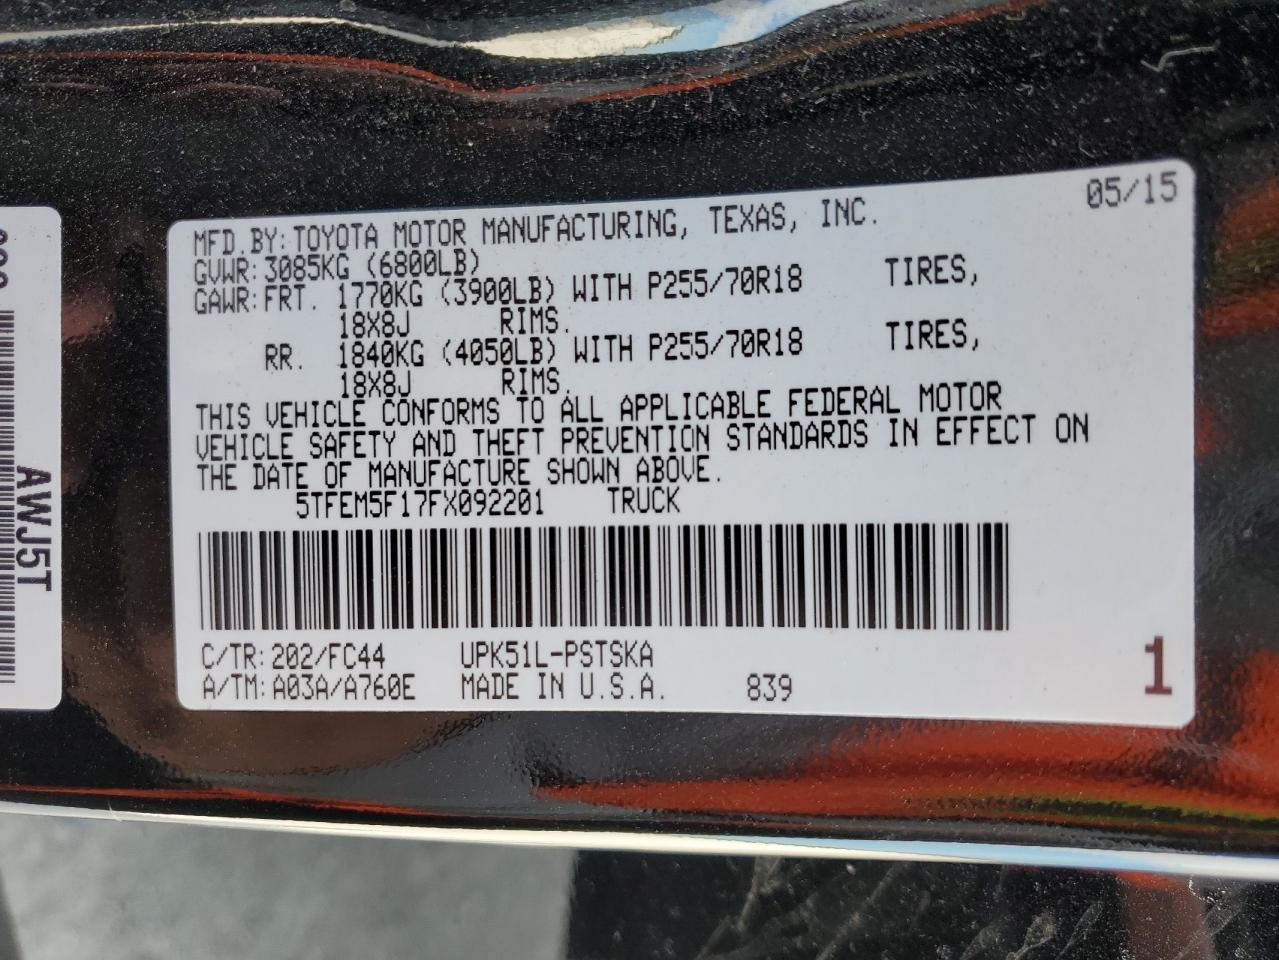 05/15
MFD.BY:TOYOTA MOTOR MANUFACTURING, TEXAS, INC.
GVWR:3085KG (6800LB)
GAWR:FRT. 1770KG (3900LB) WITH P255/70R18 TIRES,
18X8J RIMS.
RR. 1840KG (4050LB) WITH P255/70R18 TIRES,
18X8J RIMS.
THIS VEHICLE CONFORMS TO ALL APPLICABLE FEDERAL MOTOR
VEHICLE SAFETY AND THEFT PREVENTION STANDARDS IN EFFECT ON
THE DATE OF MANUFACTURE SHOWN ABOVE.
5TFEM5F17FX092201 TRUCK
C/TR:202/FC44 UPK51L-PSTSKA
A/TM:A03A/A760E MADE IN U.S.A. 839
1
AWJ5T